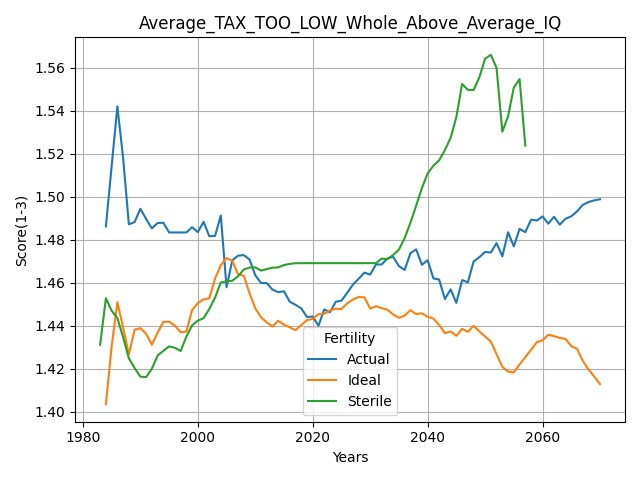 Average_TAX_TOO_LOW_Whole_Above_Average_IQ
Score(1-3)
1.56
1.54
1.52
1.50
1.48
1.46
1.44
1.42
1.40
Fertility
Actual
Ideal
Sterile
1980
2000
2020
2040
2060
Years